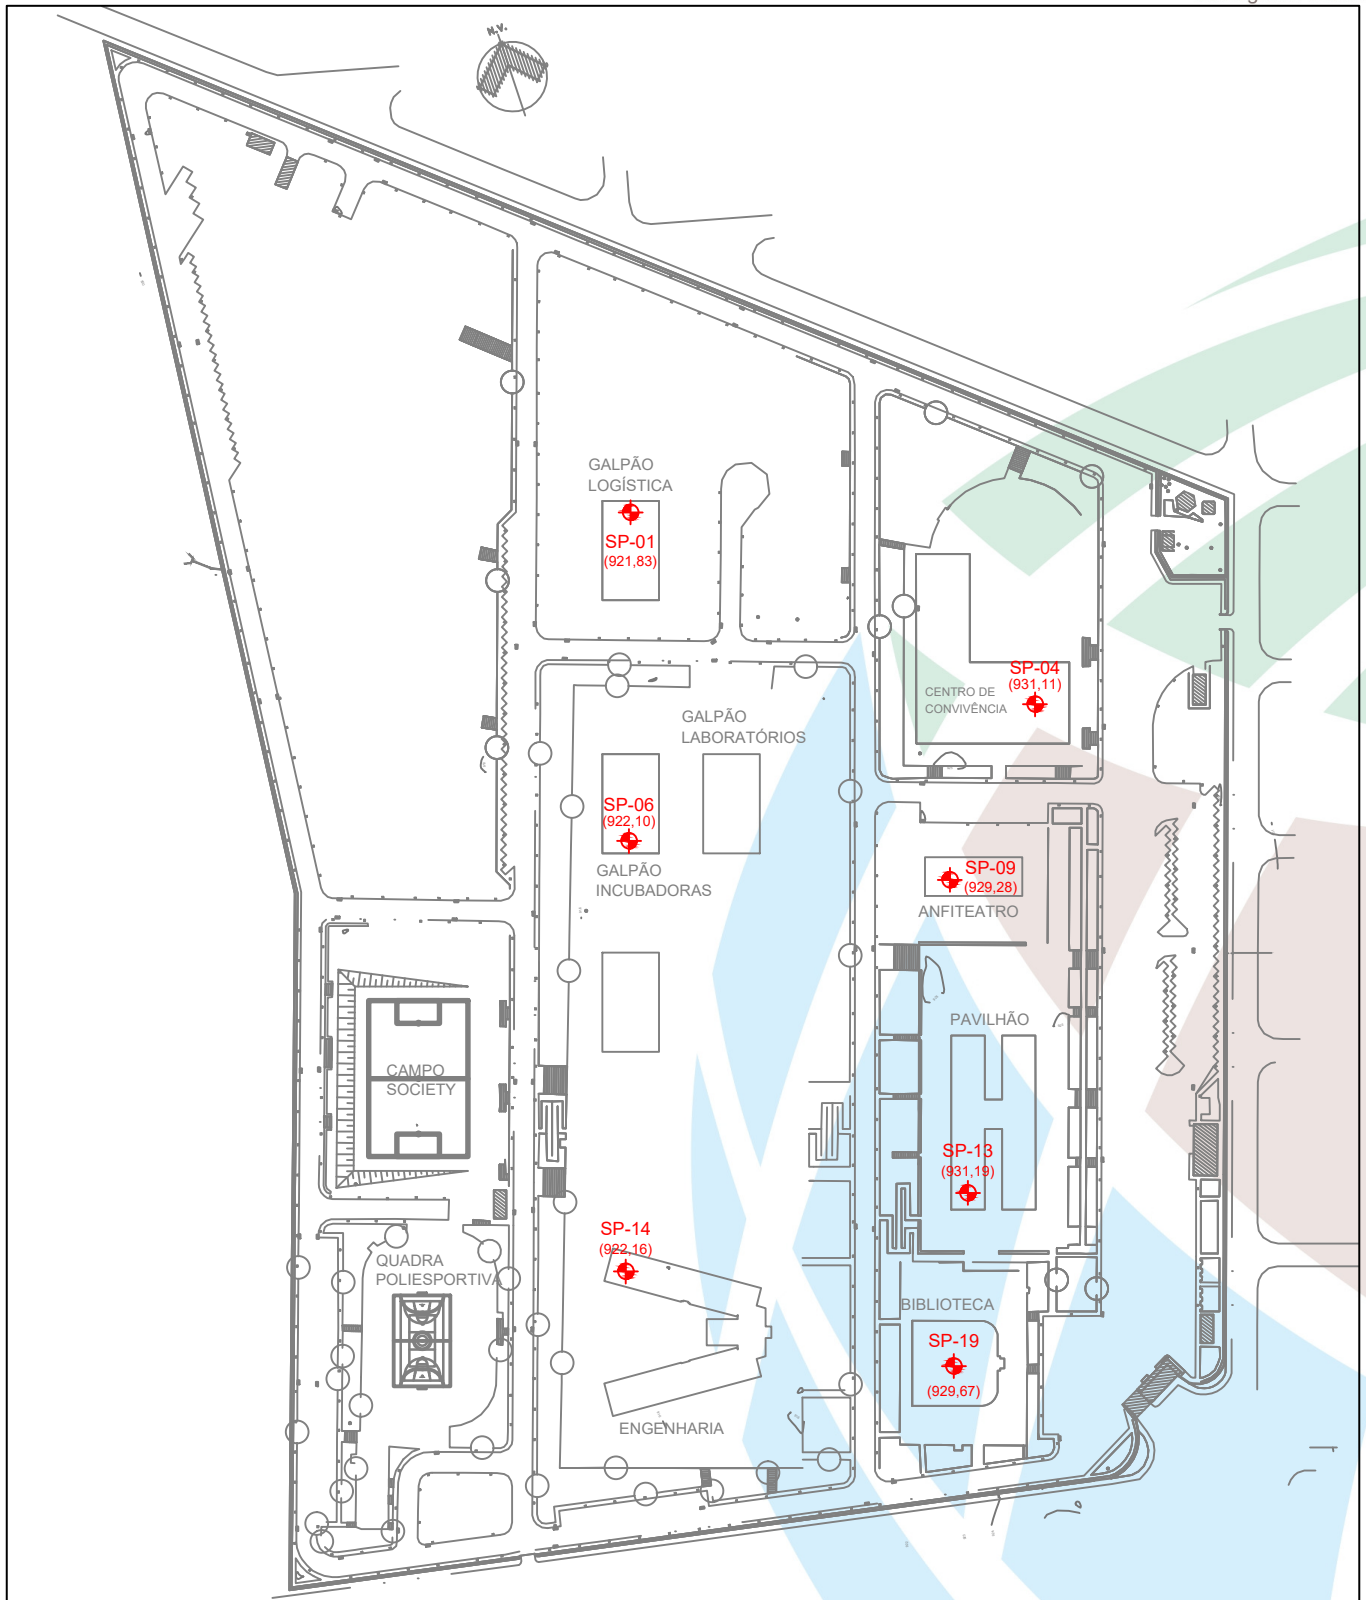 N.V.
GALPÃO
LOGÍSTICA
SP-01
(921,83)
SP-04
(931,11)
CENTRO DE
CONVIVÊNCIA
GALPÃO
LABORATÓRIOS
SP-06
(922,10)
GALPÃO
INCUBADORAS
SP-09
(929,28)
ANFITEATRO
PAVILHÃO
CAMPO
SOCIETY
SP-13
(931,19)
SP-14
(922,16)
QUADRA
POLIESPORTIVA
BIBLIOTECA
SP-19
(929,67)
ENGENHARIA